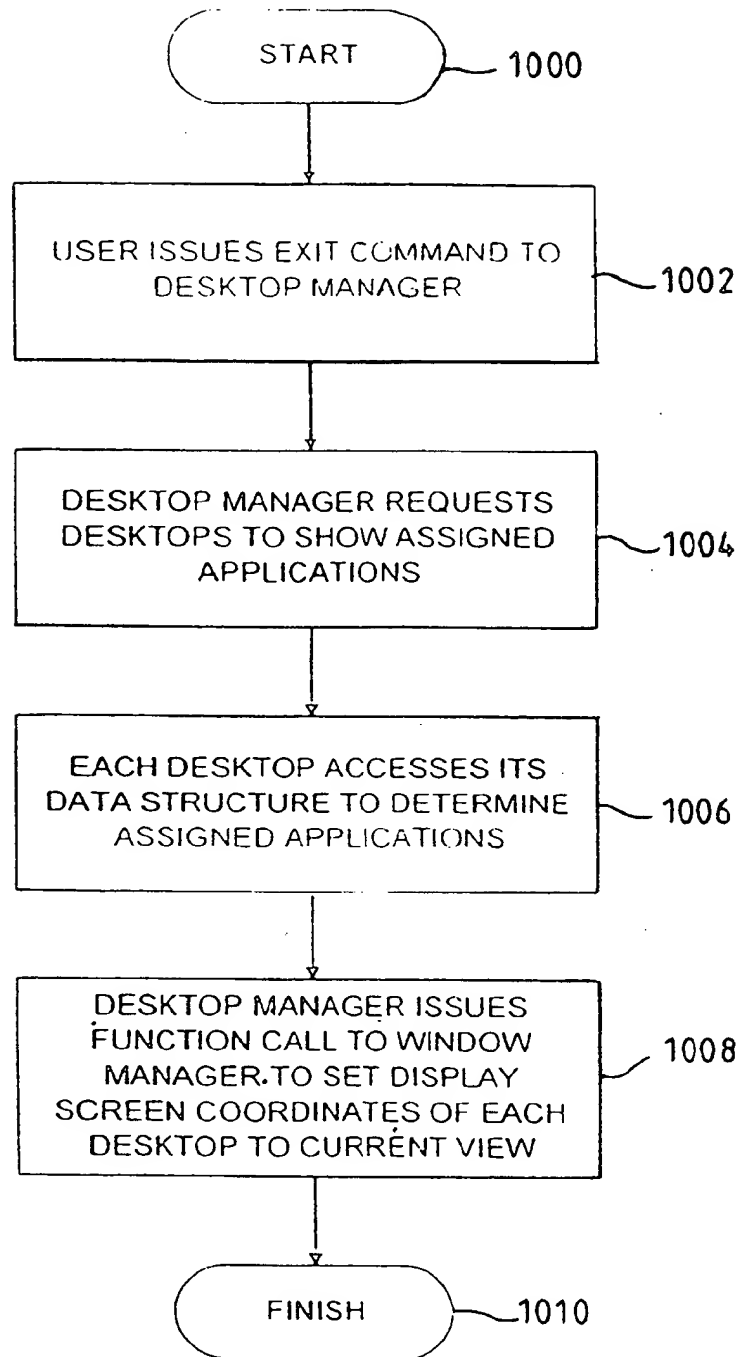 START
1000
USER ISSUES EXIT COMMAND TO
DESKTOP MANAGER
1002
DESKTOP MANAGER REQUESTS
DESKTOPS TO SHOW ASSIGNED
APPLICATIONS
1004
EACH DESKTOP ACCESSES ITS
DATA STRUCTURE TO DETERMINE
ASSIGNED APPLICATIONS
1006
DESKTOP MANAGER ISSUES
FUNCTION CALL TO WINDOW
MANAGER TO SET DISPLAY
SCREEN COORDINATES OF EACH
DESKTOP TO CURRENT VIEW
1008
FINISH
1010